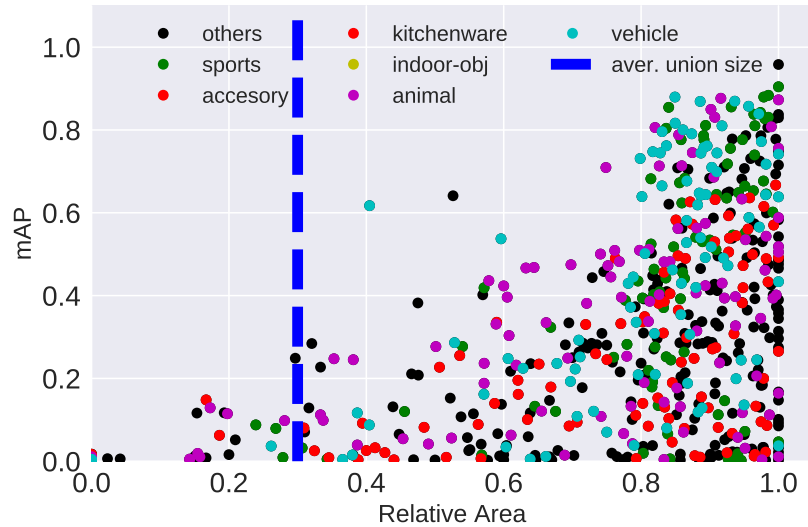 others kitchenware vehicle
sports indoor-obj aver. union size
accesory animal
1.0
0.8
0.6
0.4
0.2
0.0
mAP
0.0 0.2 0.4 0.6 0.8 1.0
Relative Area